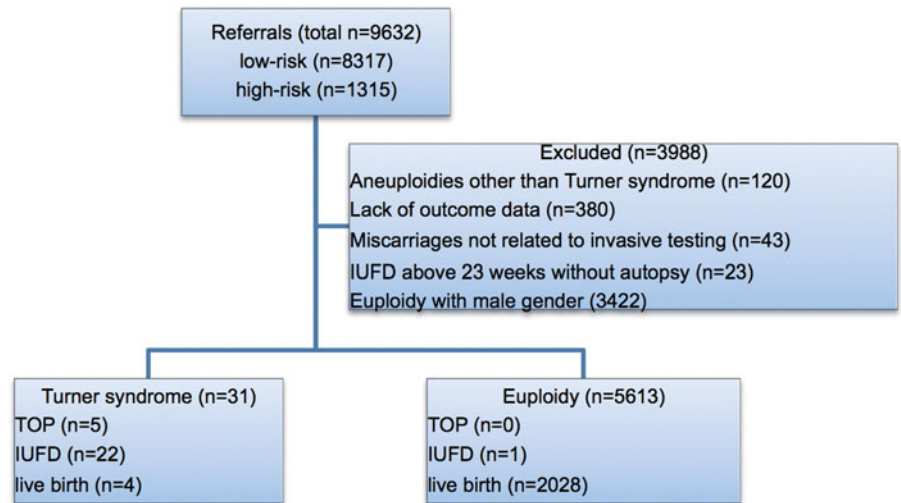 Referrals (total n=9632)
low-risk (n=8317)
high-risk (n=1315)
Excluded (n=3988)
Aneuploidies other than Turner syndrome (n=120)
Lack of outcome data (n=380)
Miscarriages not related to invasive testing (n=43)
IUFD above 23 weeks without autopsy (n=23)
Euploidy with male gender (3422)
Turner syndrome (n=31)
TOP (n=5)
IUFD (n=22)
live birth (n=4)
Euploidy (n=5613)
TOP (n=0)
IUFD (n=1)
live birth (n=2028)